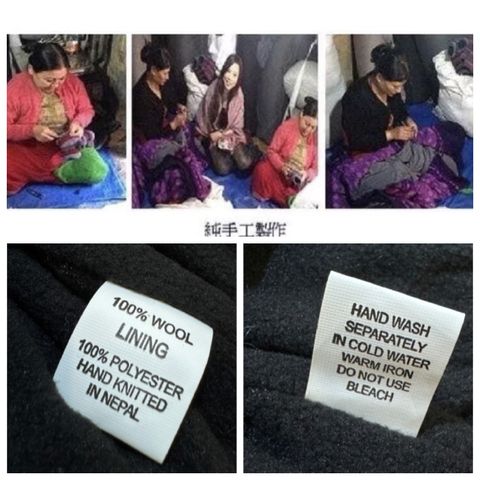 純手工製作
100% WOOL
LINING
100% POLYESTER
HAND KNITTED
IN NEPAL
HAND WASH
SEPARATELY
IN COLD WATER
WARM IRON
DO NOT USE
BLEACH